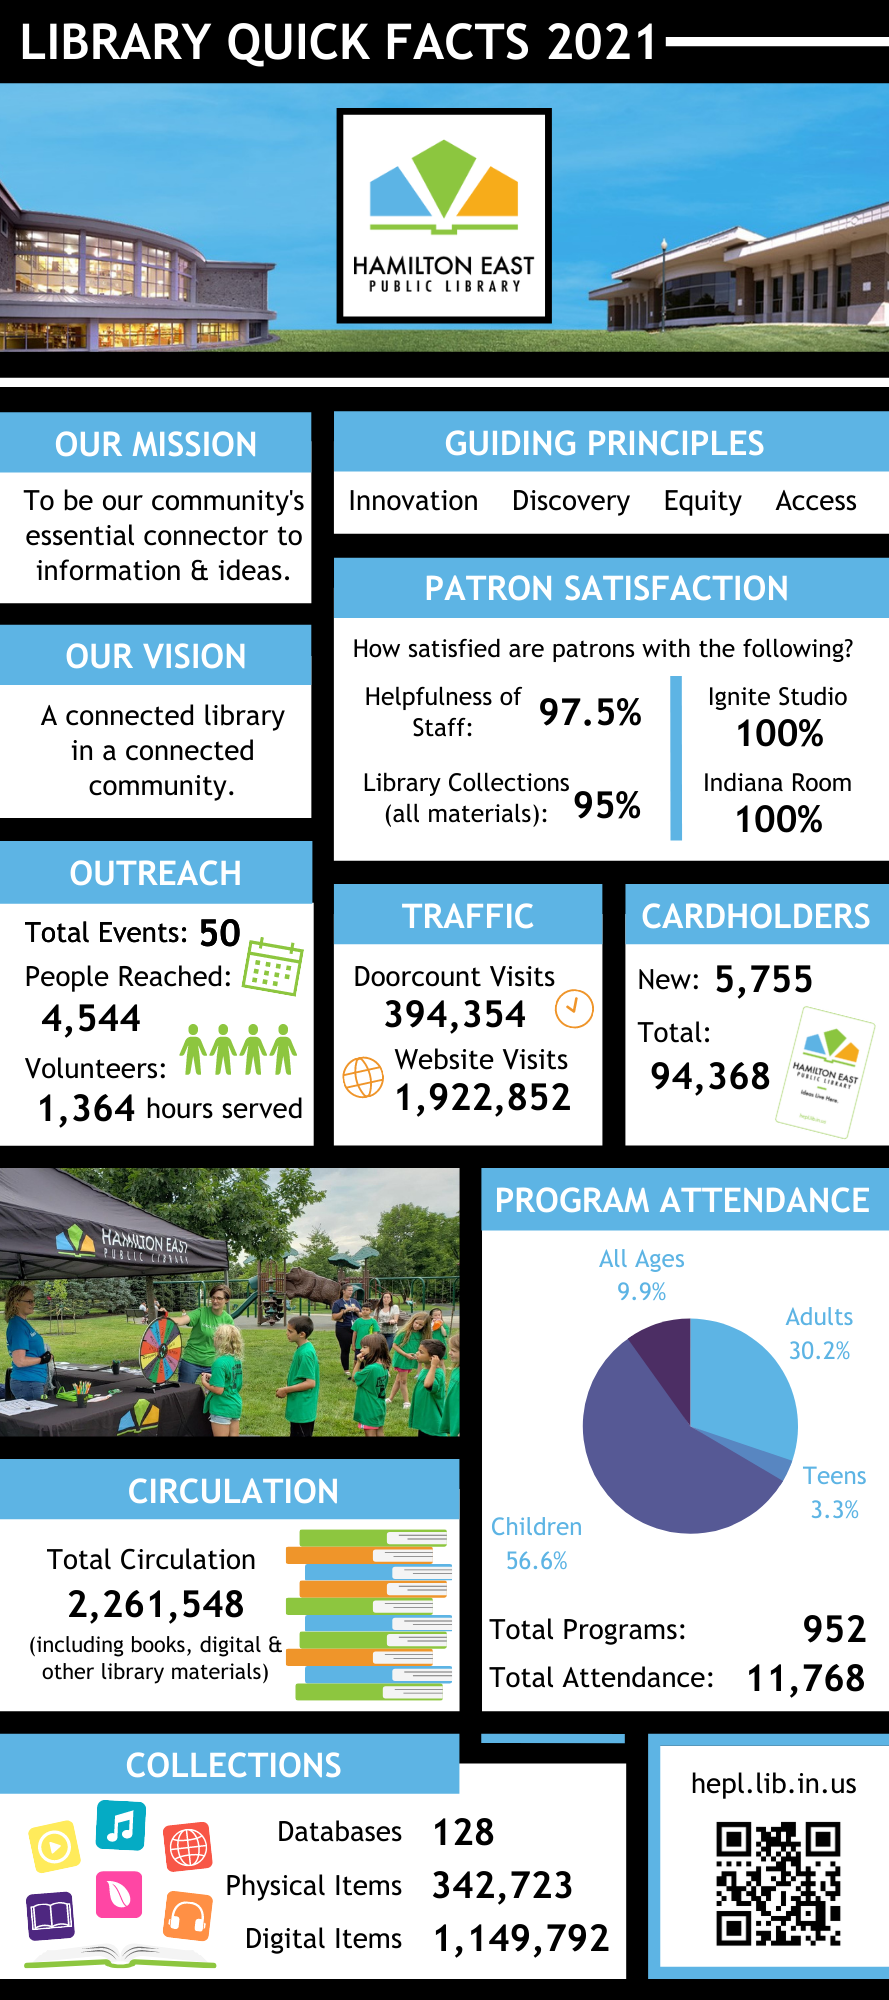 LIBRARY QUICK FACTS 2021
HAMILTON EAST
PUBLIC LIBRARY
OUR MISSION
To be our community's
essential connector to
information & ideas.
GUIDING PRINCIPLES
Innovation Discovery Equity Access
OUR VISION
A connected library
in a connected
community.
PATRON SATISFACTION
How satisfied are patrons with the following?
Helpfulness of
Staff:
97.5%
Library Collections
(all materials):
95%
Ignite Studio
100%
Indiana Room
100%
OUTREACH
Total Events: 50
People Reached:
4,544
Volunteers:
1,364 hours served
TRAFFIC
Doorcount Visits
394,354
Website Visits
1,922,852
CARDHOLDERS
New: 5,755
Total:
94,368
HAMILTON EAST
PUBLIC LIBRARY
Ideas Live Here.
hepl.lib.in.us
HAMILTON EAST
PUBLIC LIBRARY
PROGRAM ATTENDANCE
All Ages
9.9%
Adults
30.2%
Teens
3.3%
Children
56.6%
Total Programs: 952
Total Attendance: 11,768
CIRCULATION
Total Circulation
2,261,548
(including books, digital &
other library materials)
COLLECTIONS
Databases 128
Physical Items 342,723
Digital Items 1,149,792
hepl.lib.in.us